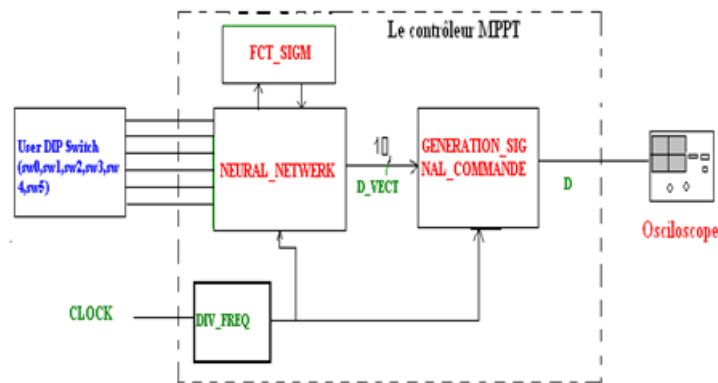 Le contrôleur MPPT
FCT_SIGM
User DIP Switch
(sw0,sw1,sw2,sw3,sw
4,sw5)
NEURAL_NETWERK
D_VECT
GENERATION_SIG
NAL_COMMANDE
D
Osciloscope
CLOCK
DIV_FREQ